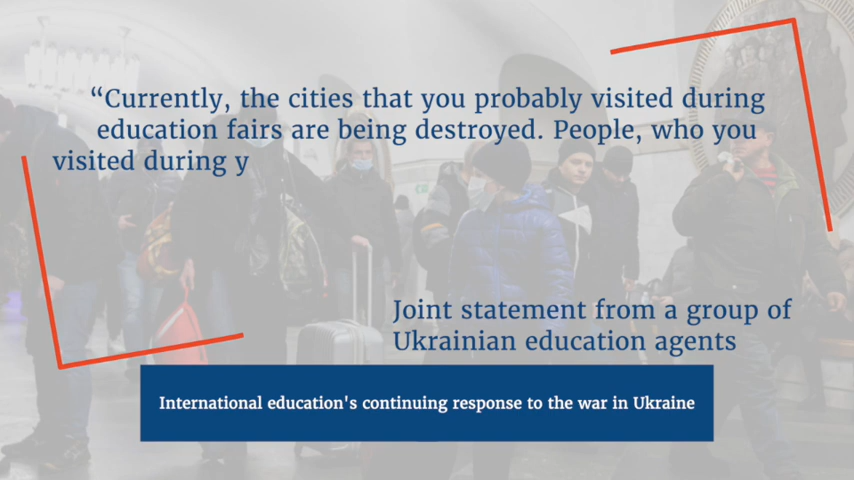 “Currently, the cities that you probably visited during
education fairs are being destroyed. People, who you
visited during y
Joint statement from a group of
Ukrainian education agents
International education's continuing response to the war in Ukraine